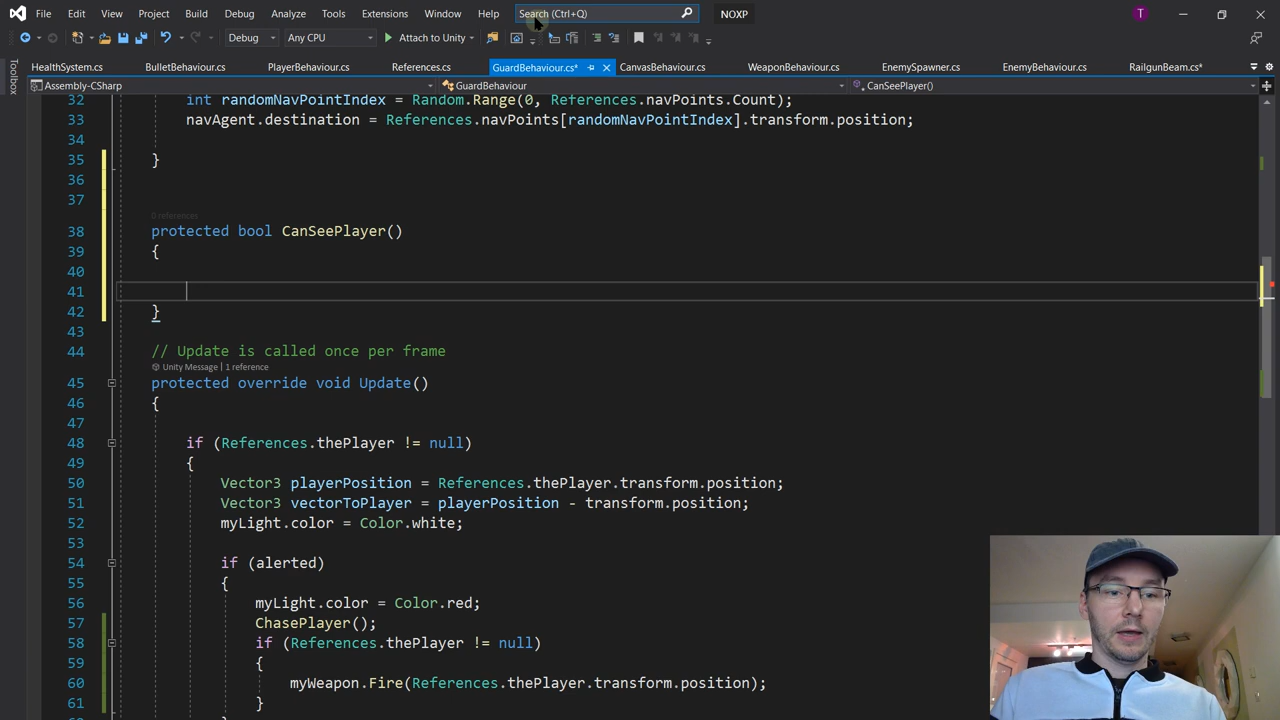 File Edit View Project Build Debug Analyze Tools Extensions Window Help Search (Ctrl+Q) NOXP T
Debug Any CPU Attach to Unity
HealthSystem.cs BulletBehaviour.cs PlayerBehaviour.cs References.cs GuardBehaviour.cs* CanvasBehaviour.cs WeaponBehaviour.cs EnemySpawner.cs EnemyBehaviour.cs RailgunBeam.cs*
Toolbox
Assembly-CSharp GuardBehaviour CanSeePlayer()
32 int randomNavPointIndex = Random.Range(0, References.navPoints.Count);
33 navAgent.destination = References.navPoints[randomNavPointIndex].transform.position;
34
35 }
36
37
0 references
38 protected bool CanSeePlayer()
39 {
40
41
42 }
43
44 // Update is called once per frame
Unity Message | 1 reference
45 protected override void Update()
46 {
47
48 if (References.thePlayer != null)
49 {
50 Vector3 playerPosition = References.thePlayer.transform.position;
51 Vector3 vectorToPlayer = playerPosition - transform.position;
52 myLight.color = Color.white;
53
54 if (alerted)
55 {
56 myLight.color = Color.red;
57 ChasePlayer();
58 if (References.thePlayer != null)
59 {
60 myWeapon.Fire(References.thePlayer.transform.position);
61 }